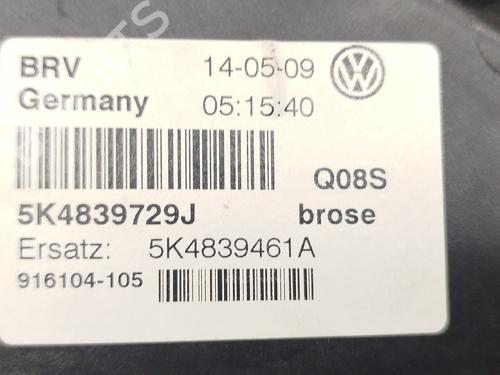 BRV 14-05-09
Germany 05:15:40
Q08S
5K4839729J brose
Ersatz: 5K4839461A
916104-105